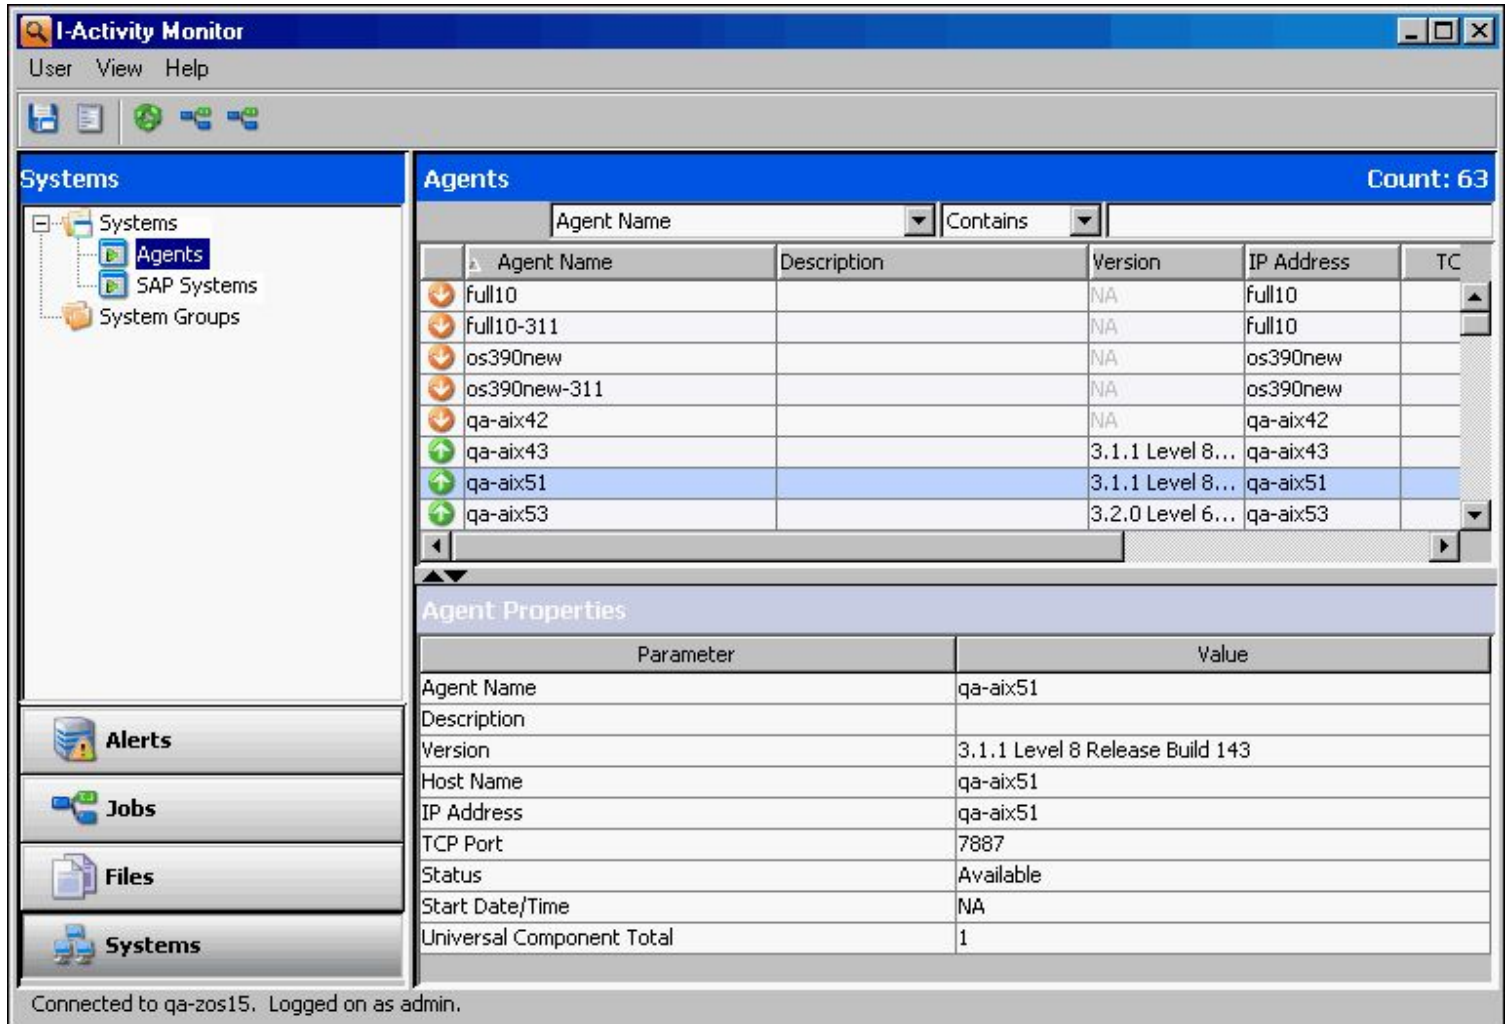 I-Activity Monitor
User View Help
Systems
Systems
Agents
SAP Systems
System Groups
Alerts
Jobs
Files
Systems
Agents Count: 63
Agent Name Contains
Agent Name Description Version IP Address TC
full10 NA full10
full10-311 NA full10
os390new NA os390new
os390new-311 NA os390new
qa-aix42 NA qa-aix42
qa-aix43 3.1.1 Level 8... qa-aix43
qa-aix51 3.1.1 Level 8... qa-aix51
qa-aix53 3.2.0 Level 6... qa-aix53
Agent Properties
Parameter Value
Agent Name qa-aix51
Description
Version 3.1.1 Level 8 Release Build 143
Host Name qa-aix51
IP Address qa-aix51
TCP Port 7887
Status Available
Start Date/Time NA
Universal Component Total 1
Connected to qa-zos15. Logged on as admin.